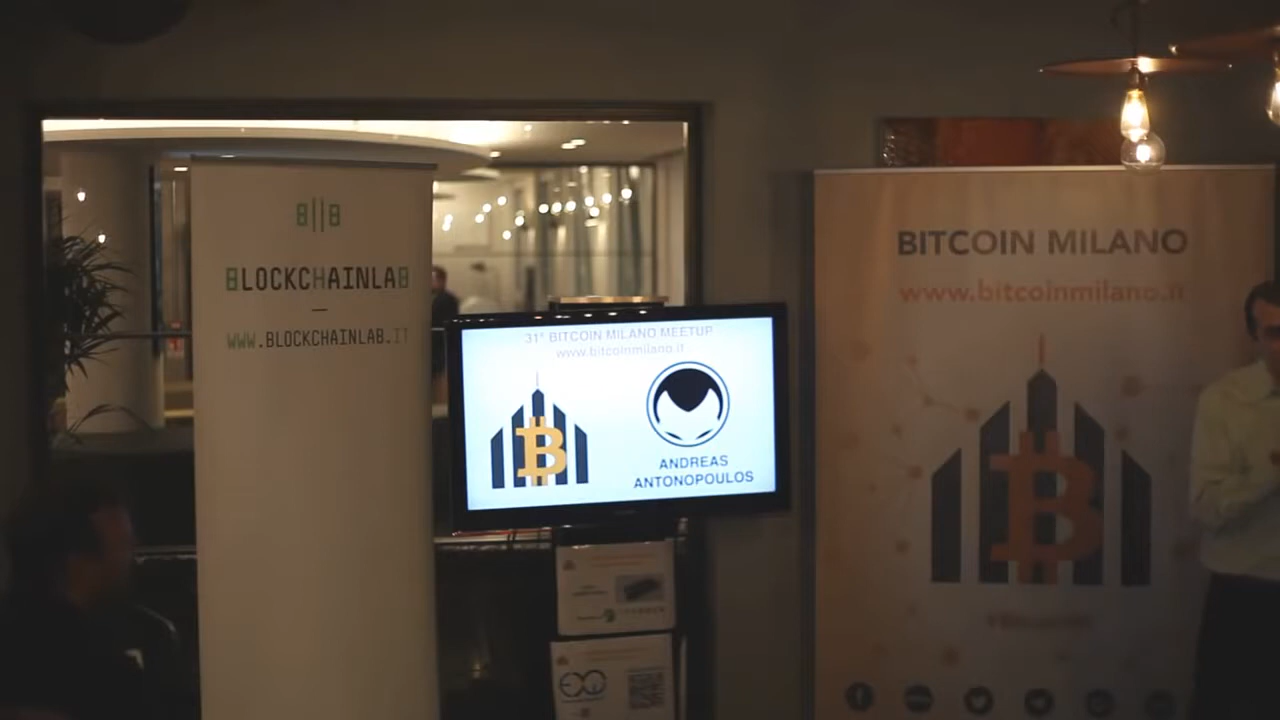 BLOCKCHAINLAB
WWW.BLOCKCHAINLAB.IT
31° BITCOIN MILANO MEETUP
www.bitcoinmilano.it
ANDREAS
ANTONOPOULOS
BITCOIN MILANO
www.bitcoinmilano.it